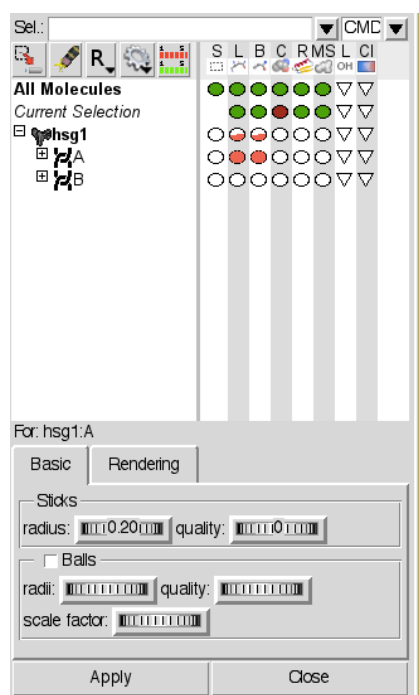 Sel.: CMD
R
S L B C R MS L Cl
OH
All Molecules
Current Selection
hsg1
A
B
For: hsg1:A
Basic Rendering
Sticks
radius: 0.20 quality: 0
Balls
radii: quality:
scale factor:
Apply Close